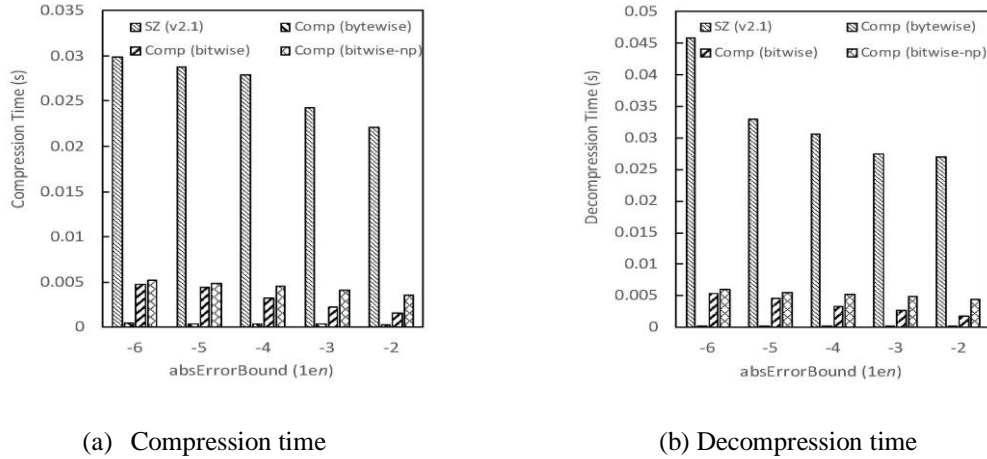 0.035
0.03
0.025
0.02
0.015
0.01
0.005
0
Compression Time (s)
SZ (v2.1) Comp (bytewise)
Comp (bitwise) Comp (bitwise-np)
-6 -5 -4 -3 -2
absErrorBound (1en)
(a) Compression time
0.05
0.045
0.04
0.035
0.03
0.025
0.02
0.015
0.01
0.005
0
Decompression Time (s)
SZ (v2.1) Comp (bytewise)
Comp (bitwise) Comp (bitwise-np)
-6 -5 -4 -3 -2
absErrorBound (1en)
(b) Decompression time